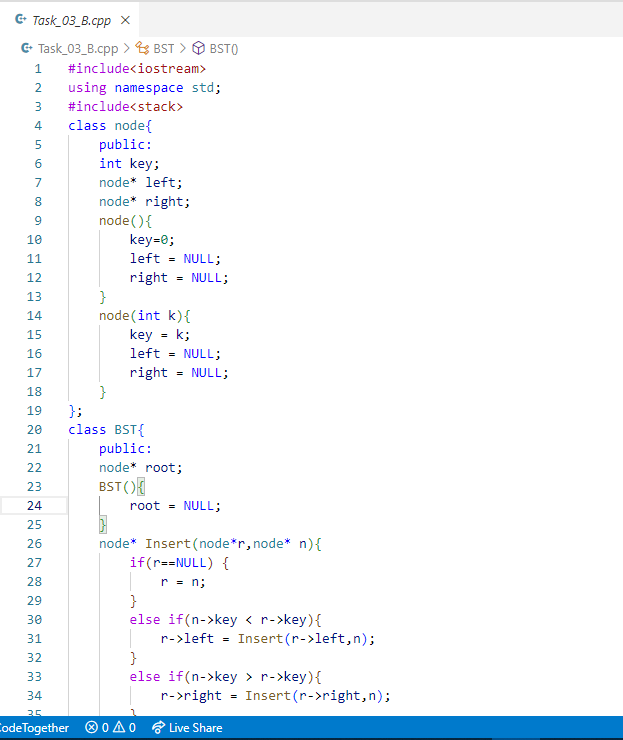 Task_03_B.cpp ×
Task_03_B.cpp > BST > BST()
1 #include<iostream>
2 using namespace std;
3 #include<stack>
4 class node{
5 public:
6 int key;
7 node* left;
8 node* right;
9 node(){
10 key=0;
11 left = NULL;
12 right = NULL;
13 }
14 node(int k){
15 key = k;
16 left = NULL;
17 right = NULL;
18 }
19 };
20 class BST{
21 public:
22 node* root;
23 BST(){
24 root = NULL;
25 }
26 node* Insert(node*r,node* n){
27 if(r==NULL) {
28 r = n;
29 }
30 else if(n->key < r->key){
31 r->left = Insert(r->left,n);
32 }
33 else if(n->key > r->key){
34 r->right = Insert(r->right,n);
35 }
CodeTogether 0 0 Live Share